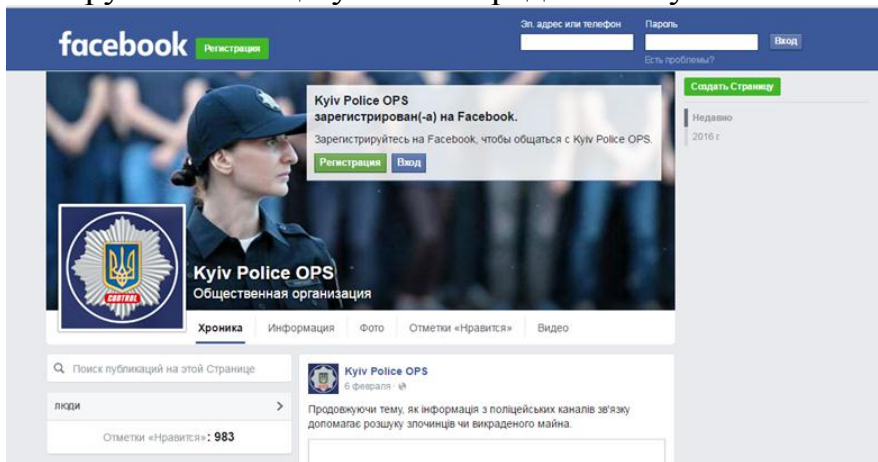 facebook
Регистрация
Эл. адрес или телефон
Пароль
Вход
Есть проблемы?
Создать Страницу
Недавно
2016 г.
Kyiv Police OPS
зарегистрирован(-а) на Facebook.
Зарегистрируйтесь на Facebook, чтобы общаться с Kyiv Police OPS.
Регистрация Вход
CONTROL
Kyiv Police OPS
Общественная организация
Хроника Информация Фото Отметки «Нравится» Видео
Поиск публикаций на этой Странице
люди
Отметки «Нравится»: 983
Kyiv Police OPS
6 февраля ·
Продовжуючи тему, як інформація з поліцейських каналів зв'язку
допомагає розшуку злочинців чи викраденого майна.